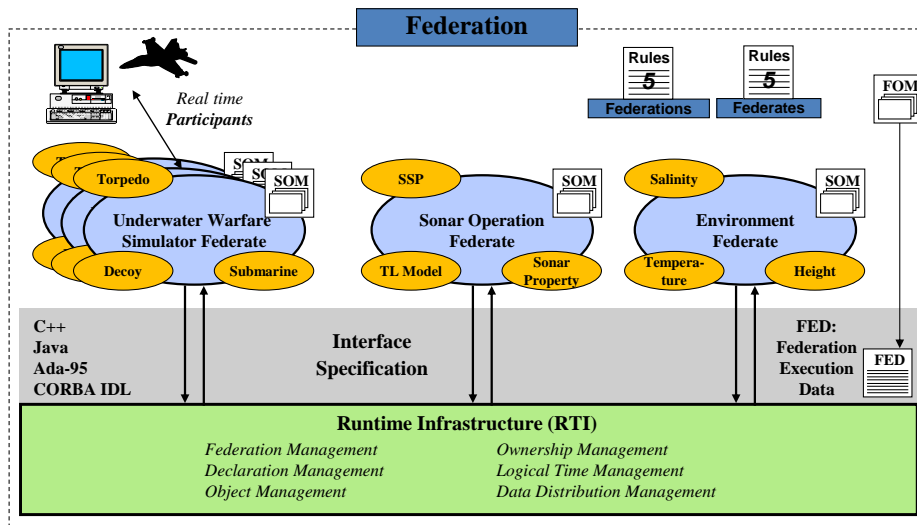 Federation
Rules
5
Federations
Rules
5
Federates
FOM
Real time
Participants
T
T
Torpedo
SOM
SO
SOM
Underwater Warfare
Simulator Federate
Decoy
Submarine
SSP
SOM
Sonar Operation
Federate
TL Model
Sonar
Property
Salinity
SOM
Environment
Federate
Tempera-
ture
Height
C++
Java
Ada-95
CORBA IDL
Interface
Specification
FED:
Federation
Execution
Data
FED
Runtime Infrastructure (RTI)
Federation Management
Declaration Management
Object Management
Ownership Management
Logical Time Management
Data Distribution Management